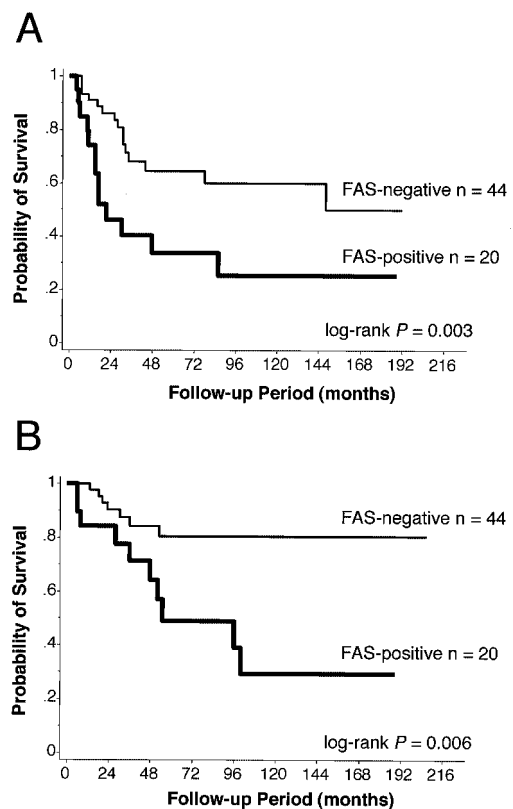 A
Probability of Survival
1
.8
.6
.4
.2
0
FAS-negative n = 44
FAS-positive n = 20
log-rank P = 0.003
0 24 48 72 96 120 144 168 192 216
Follow-up Period (months)
B
Probability of Survival
1
.8
.6
.4
.2
0
FAS-negative n = 44
FAS-positive n = 20
log-rank P = 0.006
0 24 48 72 96 120 144 168 192 216
Follow-up Period (months)